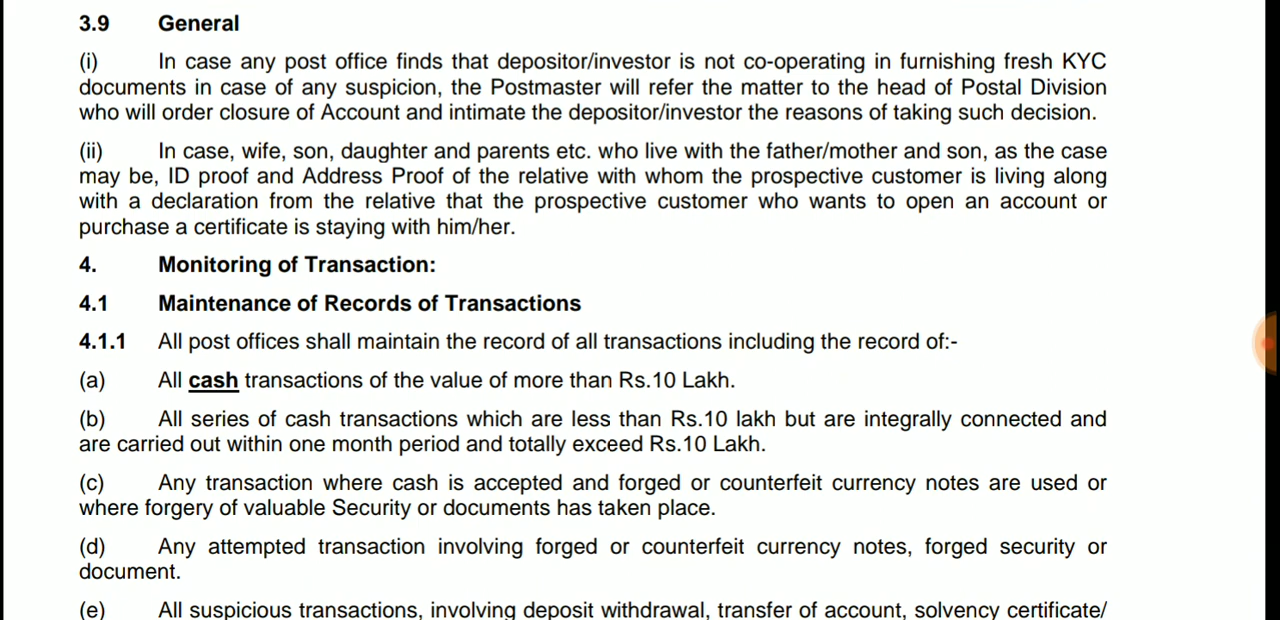 3.9 General
(i) In case any post office finds that depositor/investor is not co-operating in furnishing fresh KYC
documents in case of any suspicion, the Postmaster will refer the matter to the head of Postal Division
who will order closure of Account and intimate the depositor/investor the reasons of taking such decision.
(ii) In case, wife, son, daughter and parents etc. who live with the father/mother and son, as the case
may be, ID proof and Address Proof of the relative with whom the prospective customer is living along
with a declaration from the relative that the prospective customer who wants to open an account or
purchase a certificate is staying with him/her.
4. Monitoring of Transaction:
4.1 Maintenance of Records of Transactions
4.1.1 All post offices shall maintain the record of all transactions including the record of:-
(a) All cash transactions of the value of more than Rs.10 Lakh.
(b) All series of cash transactions which are less than Rs.10 lakh but are integrally connected and
are carried out within one month period and totally exceed Rs.10 Lakh.
(c) Any transaction where cash is accepted and forged or counterfeit currency notes are used or
where forgery of valuable Security or documents has taken place.
(d) Any attempted transaction involving forged or counterfeit currency notes, forged security or
document.
(e) All suspicious transactions, involving deposit withdrawal, transfer of account, solvency certificate/